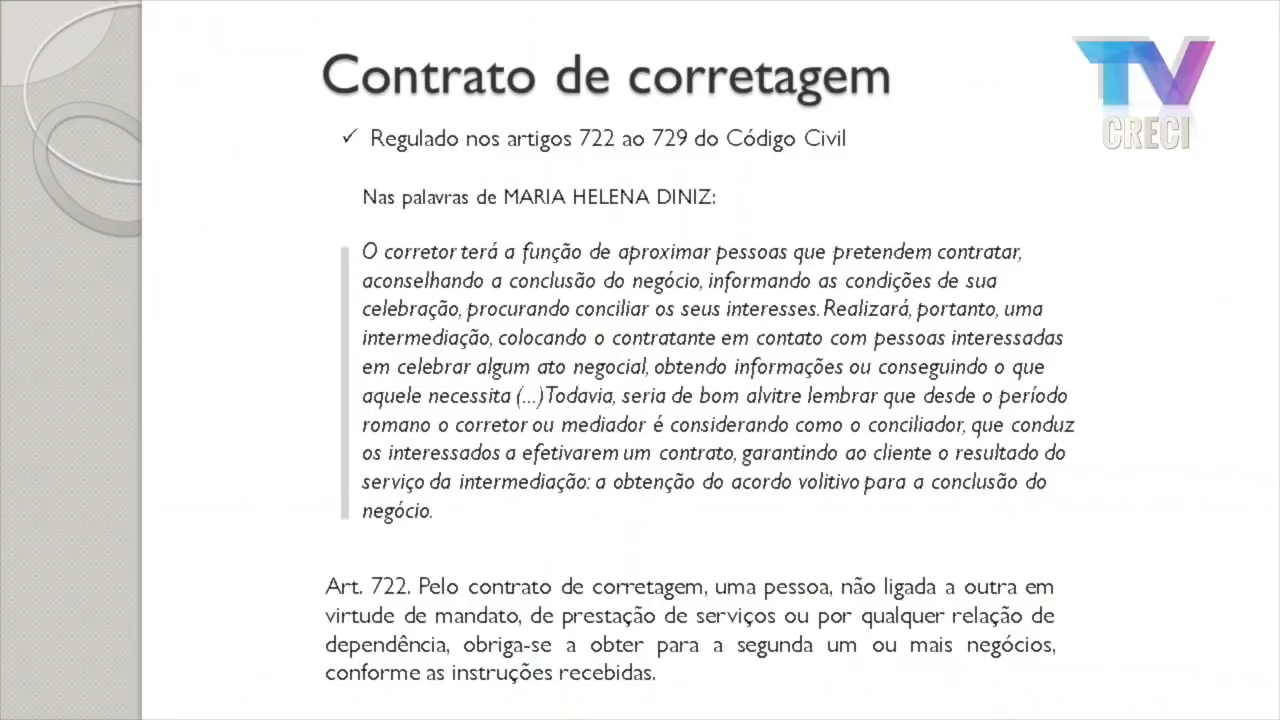 Contrato de corretagem
TV
CRECI
✓ Regulado nos artigos 722 ao 729 do Código Civil
Nas palavras de MARIA HELENA DINIZ:
O corretor terá a função de aproximar pessoas que pretendem contratar,
aconselhando a conclusão do negócio, informando as condições de sua
celebração, procurando conciliar os seus interesses. Realizará, portanto, uma
intermediação, colocando o contratante em contato com pessoas interessadas
em celebrar algum ato negocial, obtendo informações ou conseguindo o que
aquele necessita (...) Todavia, seria de bom alvitre lembrar que desde o período
romano o corretor ou mediador é considerando como o conciliador, que conduz
os interessados a efetivarem um contrato, garantindo ao cliente o resultado do
serviço da intermediação: a obtenção do acordo volitivo para a conclusão do
negócio.
Art. 722. Pelo contrato de corretagem, uma pessoa, não ligada a outra em
virtude de mandato, de prestação de serviços ou por qualquer relação de
dependência, obriga-se a obter para a segunda um ou mais negócios,
conforme as instruções recebidas.